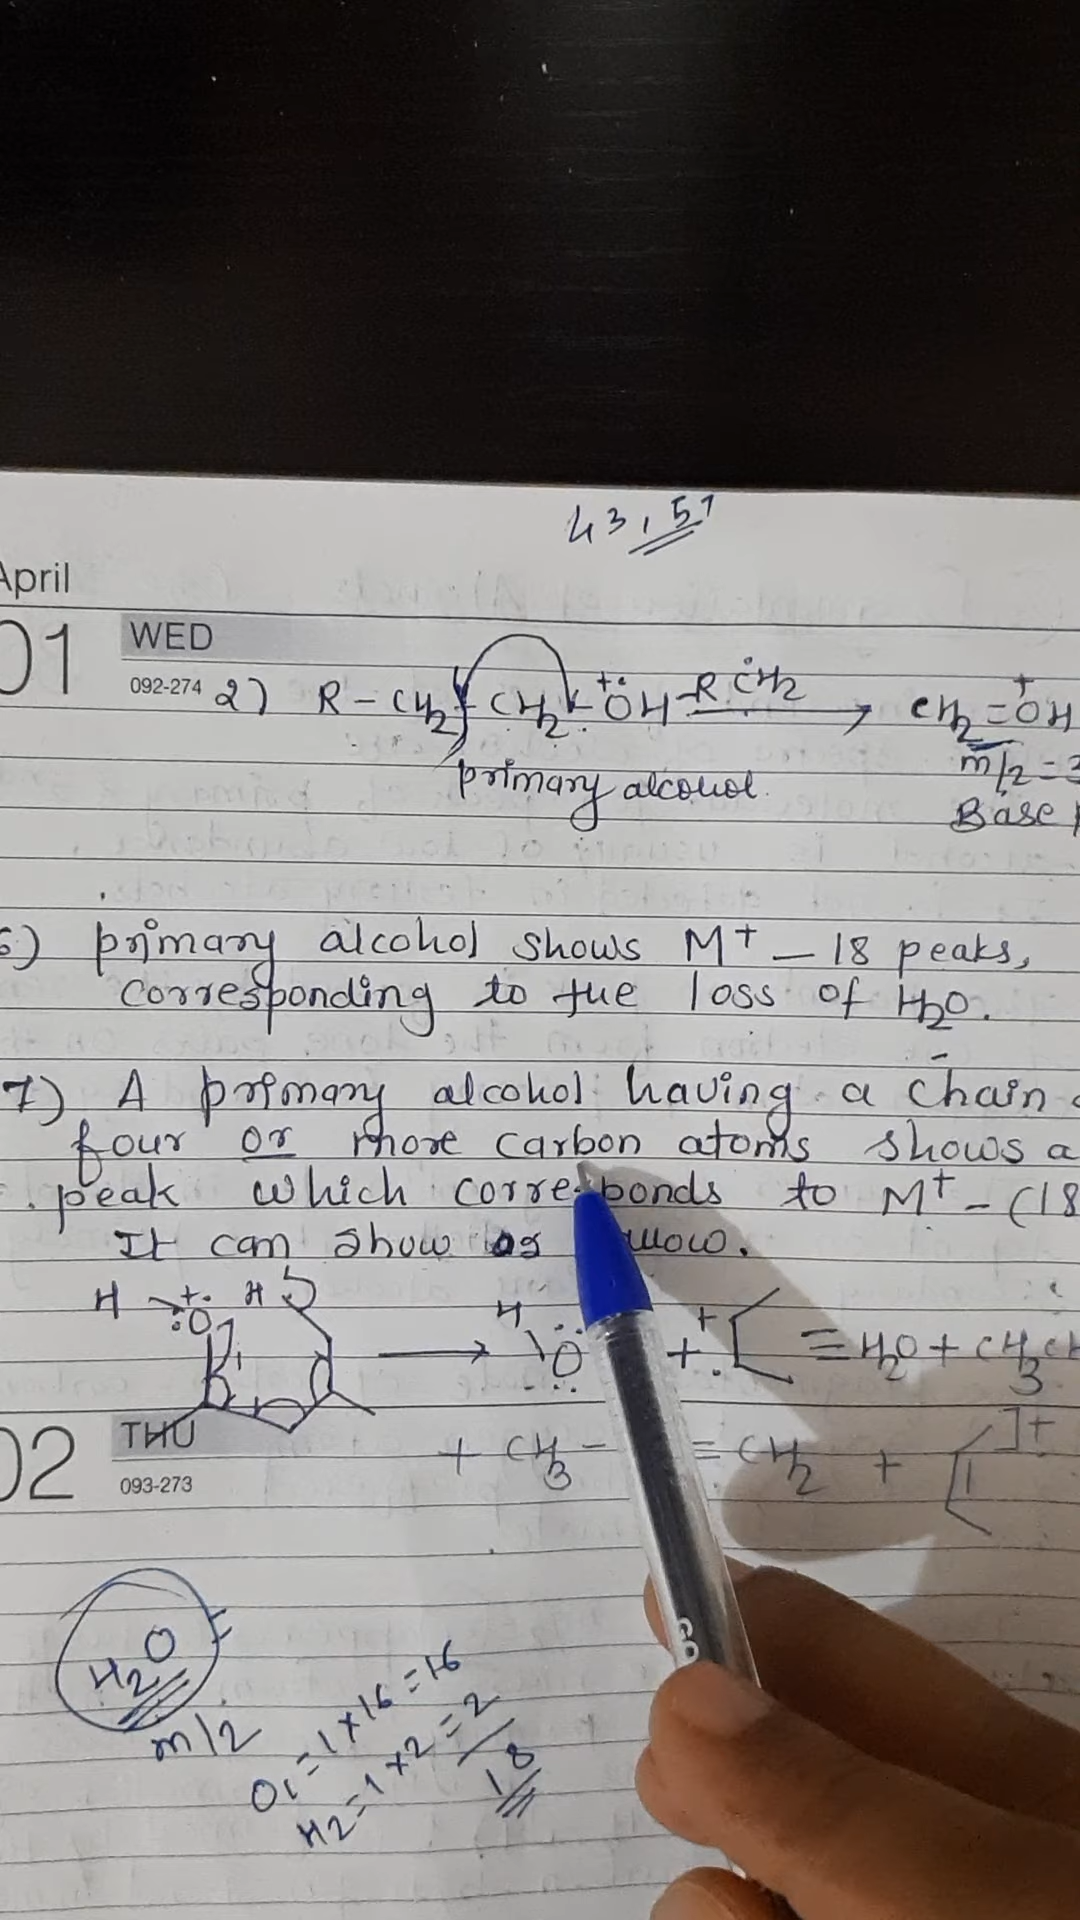 43, 57
April
01 WED
092-274
2) R – CH2 – CH2 – OH –RĊH2→ CH2 = OH
primary alcohol.
m/z = 3
Base
6) primary alcohol shows M+ – 18 peaks,
corresponding to the loss of H2O.
7) A primary alcohol having a chain
four or more carbon atoms shows a
peak which corresponds to M+ – (18
It can show as
H O H → H O + = H2O + CH3
02 THU
093-273
+ CH3 – = CH2 + ]+
H2O
m/z
O1 = 1 × 16 = 16
H2 = 1 × 2 = 2
18